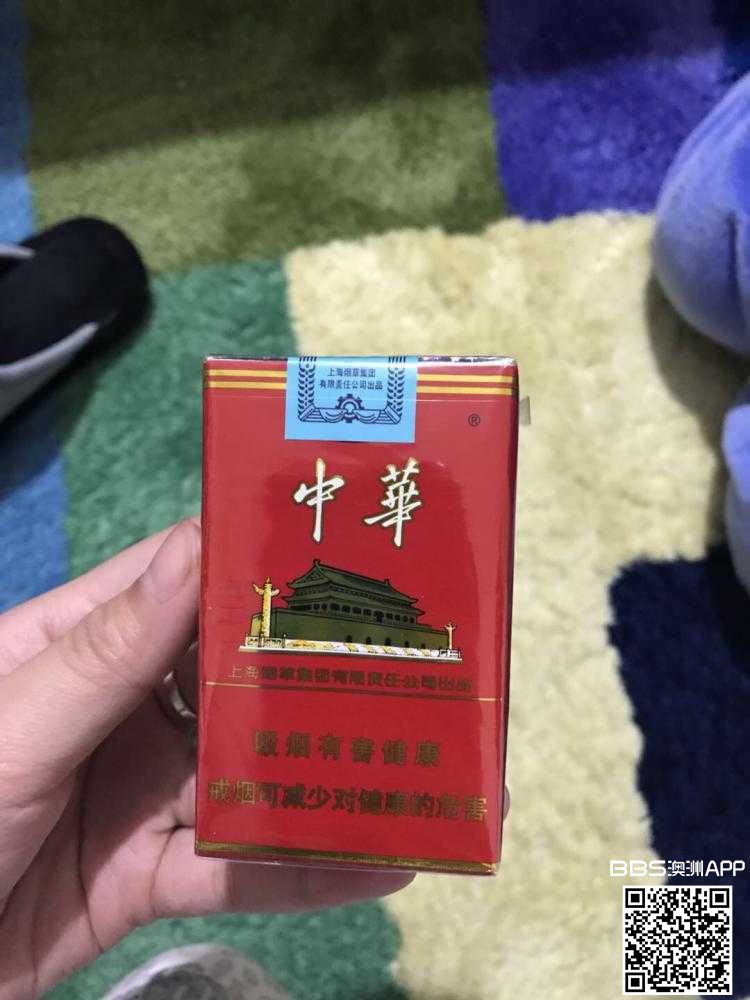 上海烟草集团
有限责任公司出品
®
中華
上海烟草集团有限责任公司出品
吸烟有害健康
戒烟可减少对健康的危害
BBS澳洲APP